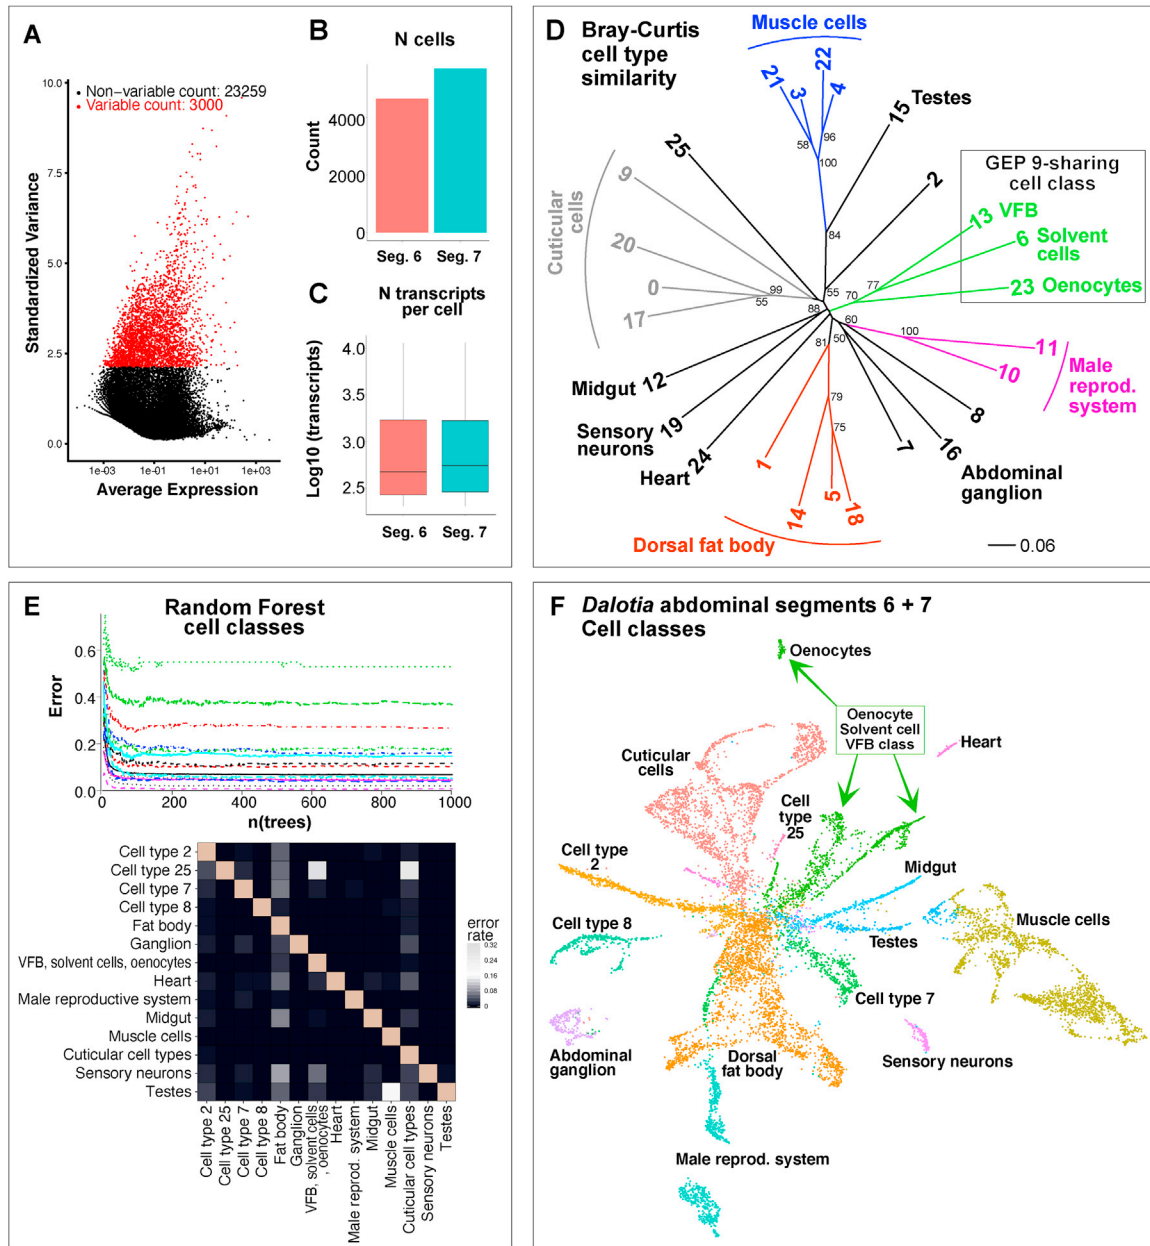 A
10.0
Non−variable count: 23259
Variable count: 3000
7.5
5.0
2.5
0.0
Standardized Variance
1e-03
1e-01
1e+01
1e+03
Average Expression
B
N cells
4000
2000
0
Count
Seg. 6
Seg. 7
C
N transcripts
per cell
4.0
3.5
3.0
2.5
Log10 (transcripts)
Seg. 6
Seg. 7
D
Bray-Curtis
cell type
similarity
Muscle cells
21
3
22
4
58
96
100
84
15
Testes
2
25
Cuticular
cells
9
20
0
17
99
55
88
55
70
77
GEP 9-sharing
cell class
13 VFB
6 Solvent
cells
23 Oenocytes
60
50
100
11
10
Male
reprod.
system
81
79
75
Midgut 12
Sensory
neurons 19
Heart 24
1
14
5
18
Dorsal fat body
7
16
8
Abdominal
ganglion
0.06
E
Random Forest
cell classes
0.6
0.4
0.2
0.0
Error
0
200
400
600
800
1000
n(trees)
Cell type 2
Cell type 25
Cell type 7
Cell type 8
Fat body
Ganglion
VFB, solvent cells, oenocytes
Heart
Male reproductive system
Midgut
Muscle cells
Cuticular cell types
Sensory neurons
Testes
error
rate
0.32
0.24
0.16
0.08
0
Cell type 2
Cell type 25
Cell type 7
Cell type 8
Fat body
Ganglion
VFB, solvent cells
, oenocytes
Heart
Male reprod. system
Midgut
Muscle cells
Cuticular cell types
Sensory neurons
Testes
F
Dalotia abdominal segments 6 + 7
Cell classes
Oenocytes
Oenocyte
Solvent cell
VFB class
Heart
Cuticular
cells
Cell
type
25
Cell type
2
Midgut
Cell type 8
Testes
Muscle cells
Cell type 7
Abdominal
ganglion
Dorsal
fat body
Sensory neurons
Male reprod. system